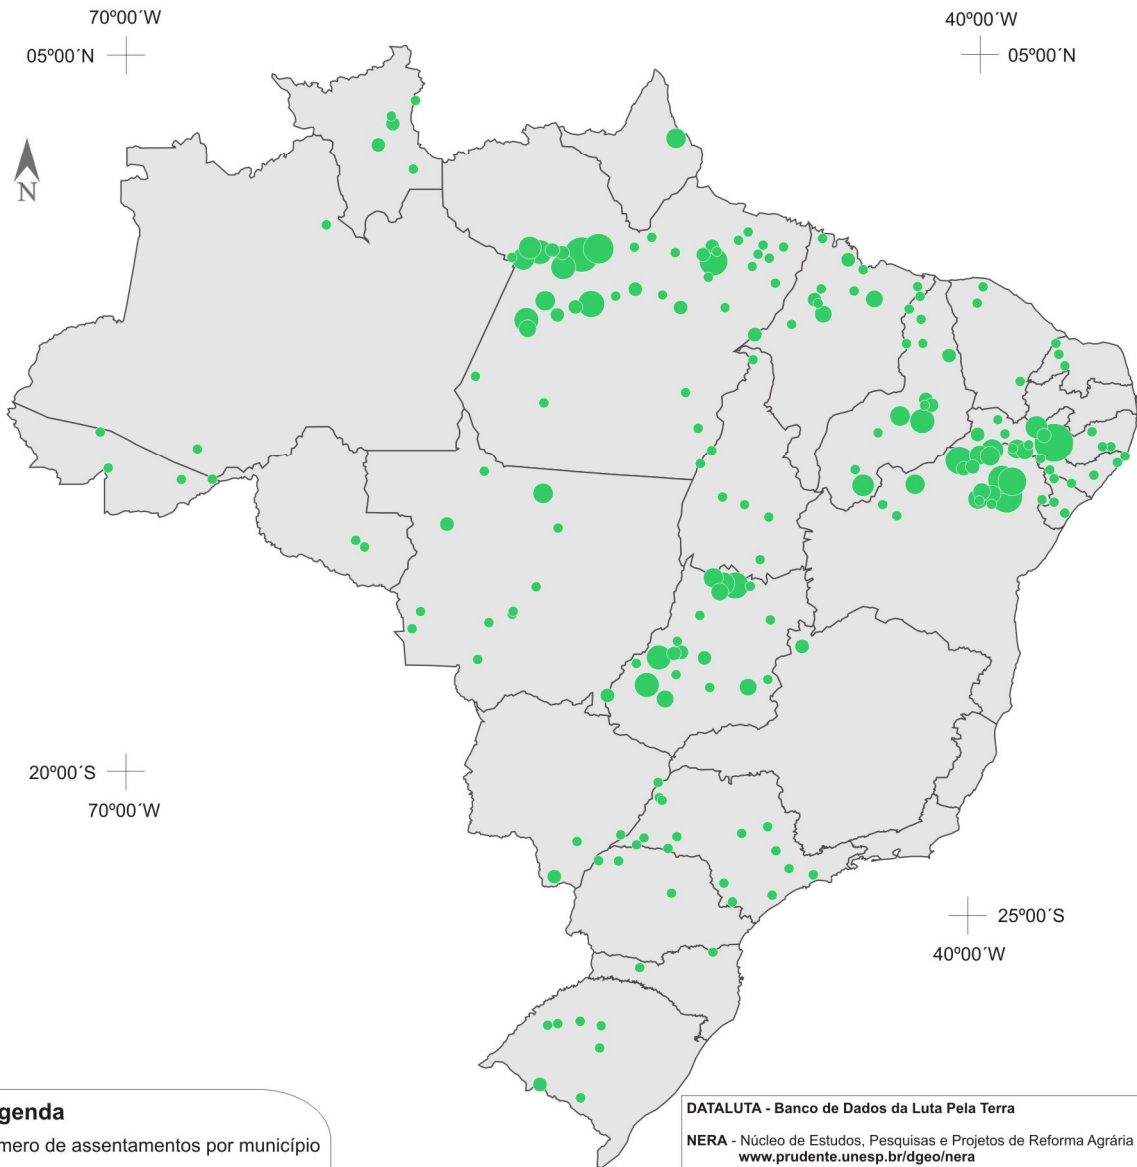 70º00´W
40º00´W
05º00´N
05º00´N
N
20º00´S
70º00´W
25º00´S
40º00´W
genda
mero de assentamentos por município
DATALUTA - Banco de Dados da Luta Pela Terra
NERA - Núcleo de Estudos, Pesquisas e Projetos de Reforma Agrária
www.prudente.unesp.br/dgeo/nera